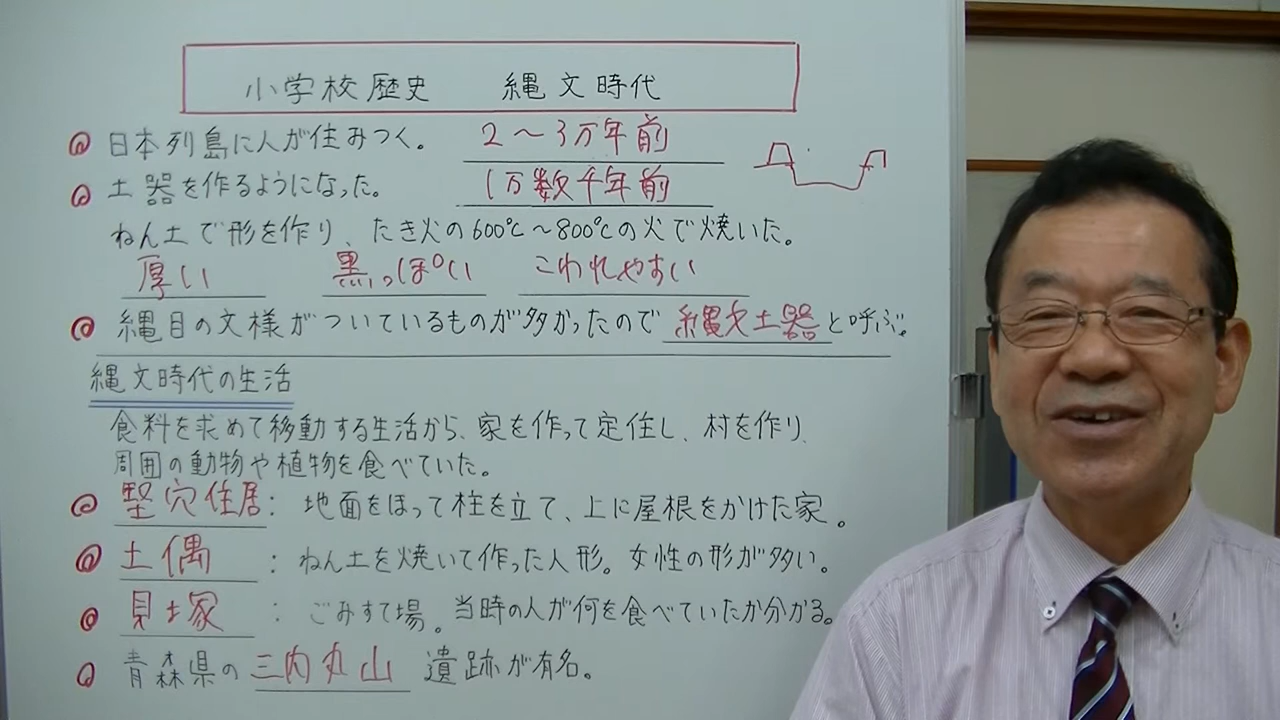 小学校歴史 縄文時代
日本列島に人が住みつく。 2〜3万年前
土器を作るようになった。 1万数千年前
ねん土で形を作り、たき火の600℃〜800℃の火で焼いた。
厚い 黒っぽい こわれやすい
縄目の文様がついているものが多かったので 縄文土器 と呼ぶ。
縄文時代の生活
食料を求めて移動する生活から、家を作って定住し、村を作り、
周囲の動物や植物を食べていた。
竪穴住居: 地面をほって柱を立て、上に屋根をかけた家。
土偶: ねん土を焼いて作った人形。女性の形が多い。
貝塚: ごみすて場。当時の人が何を食べていたか分かる。
青森県の 三内丸山 遺跡が有名。